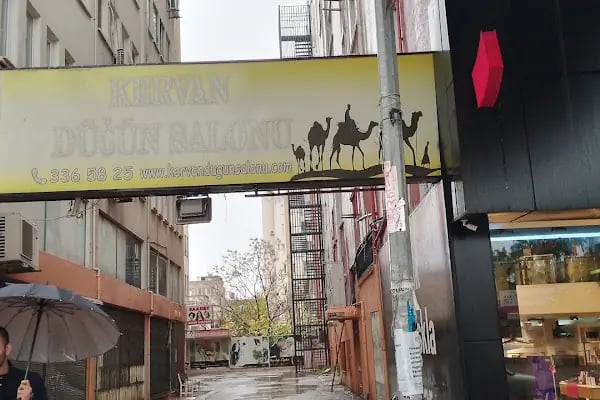 KERVAN
DÜĞÜN SALONU
336 58 25 www.kervandugunsalonu.com